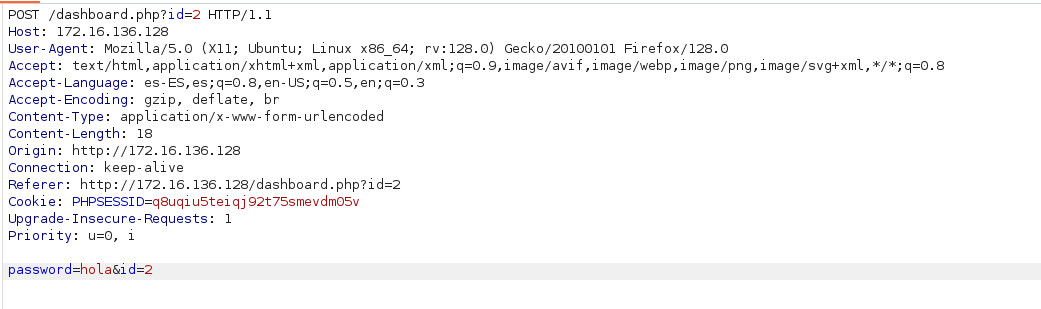 POST /dashboard.php?id=2 HTTP/1.1
Host: 172.16.136.128
User-Agent: Mozilla/5.0 (X11; Ubuntu; Linux x86_64; rv:128.0) Gecko/20100101 Firefox/128.0
Accept: text/html,application/xhtml+xml,application/xml;q=0.9,image/avif,image/webp,image/png,image/svg+xml,*/*;q=0.8
Accept-Language: es-ES,es;q=0.8,en-US;q=0.5,en;q=0.3
Accept-Encoding: gzip, deflate, br
Content-Type: application/x-www-form-urlencoded
Content-Length: 18
Origin: http://172.16.136.128
Connection: keep-alive
Referer: http://172.16.136.128/dashboard.php?id=2
Cookie: PHPSESSID=q8uqiu5teiqj92t75smevdm05v
Upgrade-Insecure-Requests: 1
Priority: u=0, i
password=hola&id=2